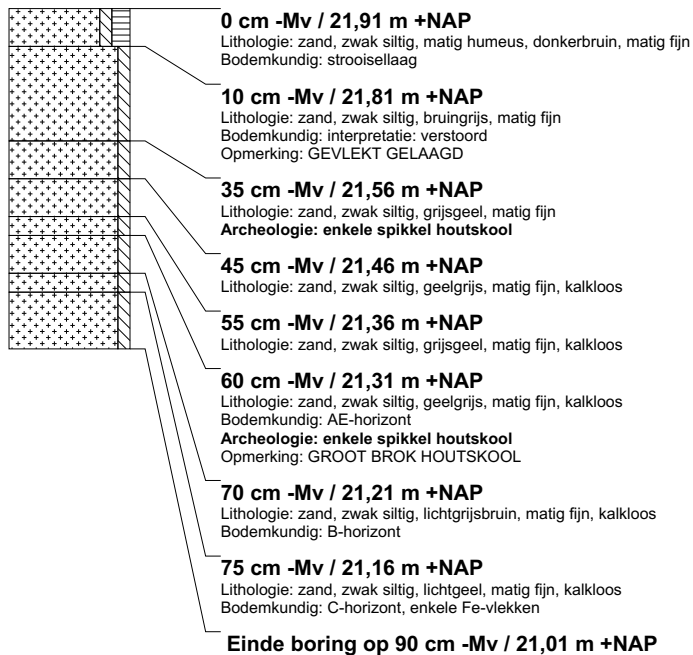 0 cm -Mv / 21,91 m +NAP
Lithologie: zand, zwak siltig, matig humeus, donkerbruin, matig fijn
Bodemkundig: strooisellaag
10 cm -Mv / 21,81 m +NAP
Lithologie: zand, zwak siltig, bruingrijs, matig fijn
Bodemkundig: interpretatie: verstoord
Opmerking: GEVLEKT GELAAGD
35 cm -Mv / 21,56 m +NAP
Lithologie: zand, zwak siltig, grijsgeel, matig fijn
Archeologie: enkele spikkel houtskool
45 cm -Mv / 21,46 m +NAP
Lithologie: zand, zwak siltig, geelgrijs, matig fijn, kalkloos
55 cm -Mv / 21,36 m +NAP
Lithologie: zand, zwak siltig, grijsgeel, matig fijn, kalkloos
60 cm -Mv / 21,31 m +NAP
Lithologie: zand, zwak siltig, geelgrijs, matig fijn, kalkloos
Bodemkundig: AE-horizont
Archeologie: enkele spikkel houtskool
Opmerking: GROOT BROK HOUTSKOOL
70 cm -Mv / 21,21 m +NAP
Lithologie: zand, zwak siltig, lichtgrijsbruin, matig fijn, kalkloos
Bodemkundig: B-horizont
75 cm -Mv / 21,16 m +NAP
Lithologie: zand, zwak siltig, lichtgeel, matig fijn, kalkloos
Bodemkundig: C-horizont, enkele Fe-vlekken
Einde boring op 90 cm -Mv / 21,01 m +NAP